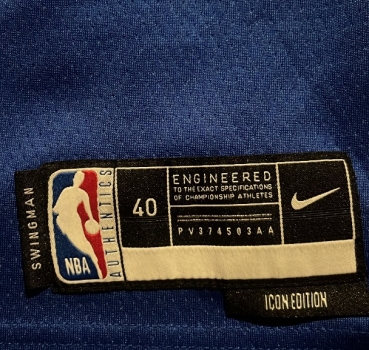 SWINGMAN
NBA
AUTHENTICS
40
ENGINEERED
TO THE EXACT SPECIFICATIONS
OF CHAMPIONSHIP ATHLETES
PV374503AA
ICON EDITION